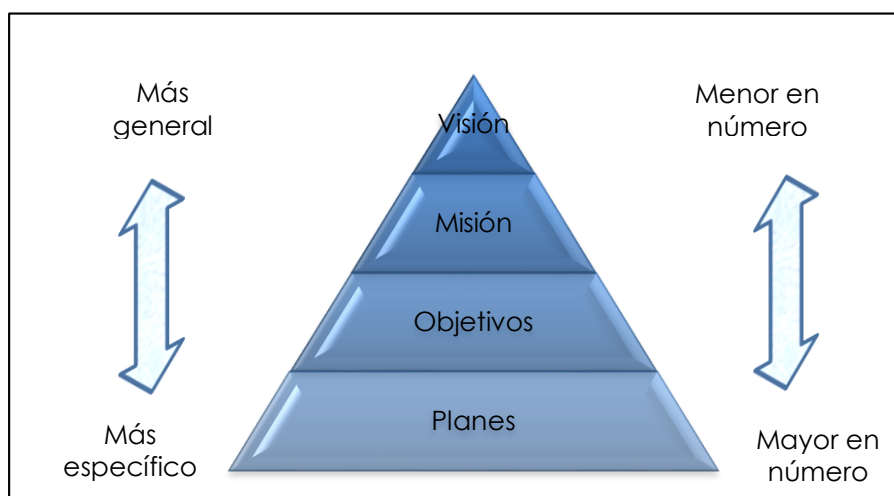 Más
general
Menor en
número
Visión
Misión
Objetivos
Planes
Más
específico
Mayor en
número